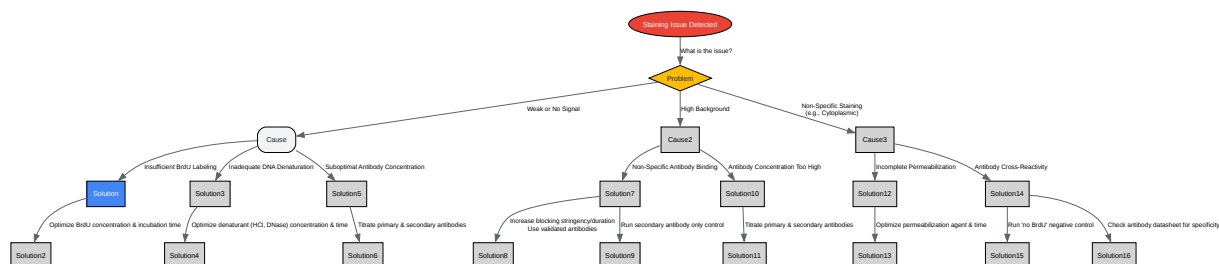 Staining Issue Detected
What is the issue?
Problem
Weak or No Signal
High Background
Non-Specific Staining
(e.g., Cytoplasmic)
Cause
Cause2
Cause3
Insufficient BrdU Labeling
Inadequate DNA Denaturation
Suboptimal Antibody Concentration
Non-Specific Antibody Binding
Antibody Concentration Too High
Incomplete Permeabilization
Antibody Cross-Reactivity
Solution
Solution3
Solution5
Solution7
Solution10
Solution12
Solution14
Optimize BrdU concentration & incubation time
Optimize denaturant (HCl, DNase) concentration & time
Titrate primary & secondary antibodies
Increase blocking stringency/duration
Use validated antibodies
Run secondary antibody only control
Titrate primary & secondary antibodies
Optimize permeabilization agent & time
Run 'no BrdU' negative control
Check antibody datasheet for specificity
Solution2
Solution4
Solution6
Solution8
Solution9
Solution11
Solution13
Solution15
Solution16